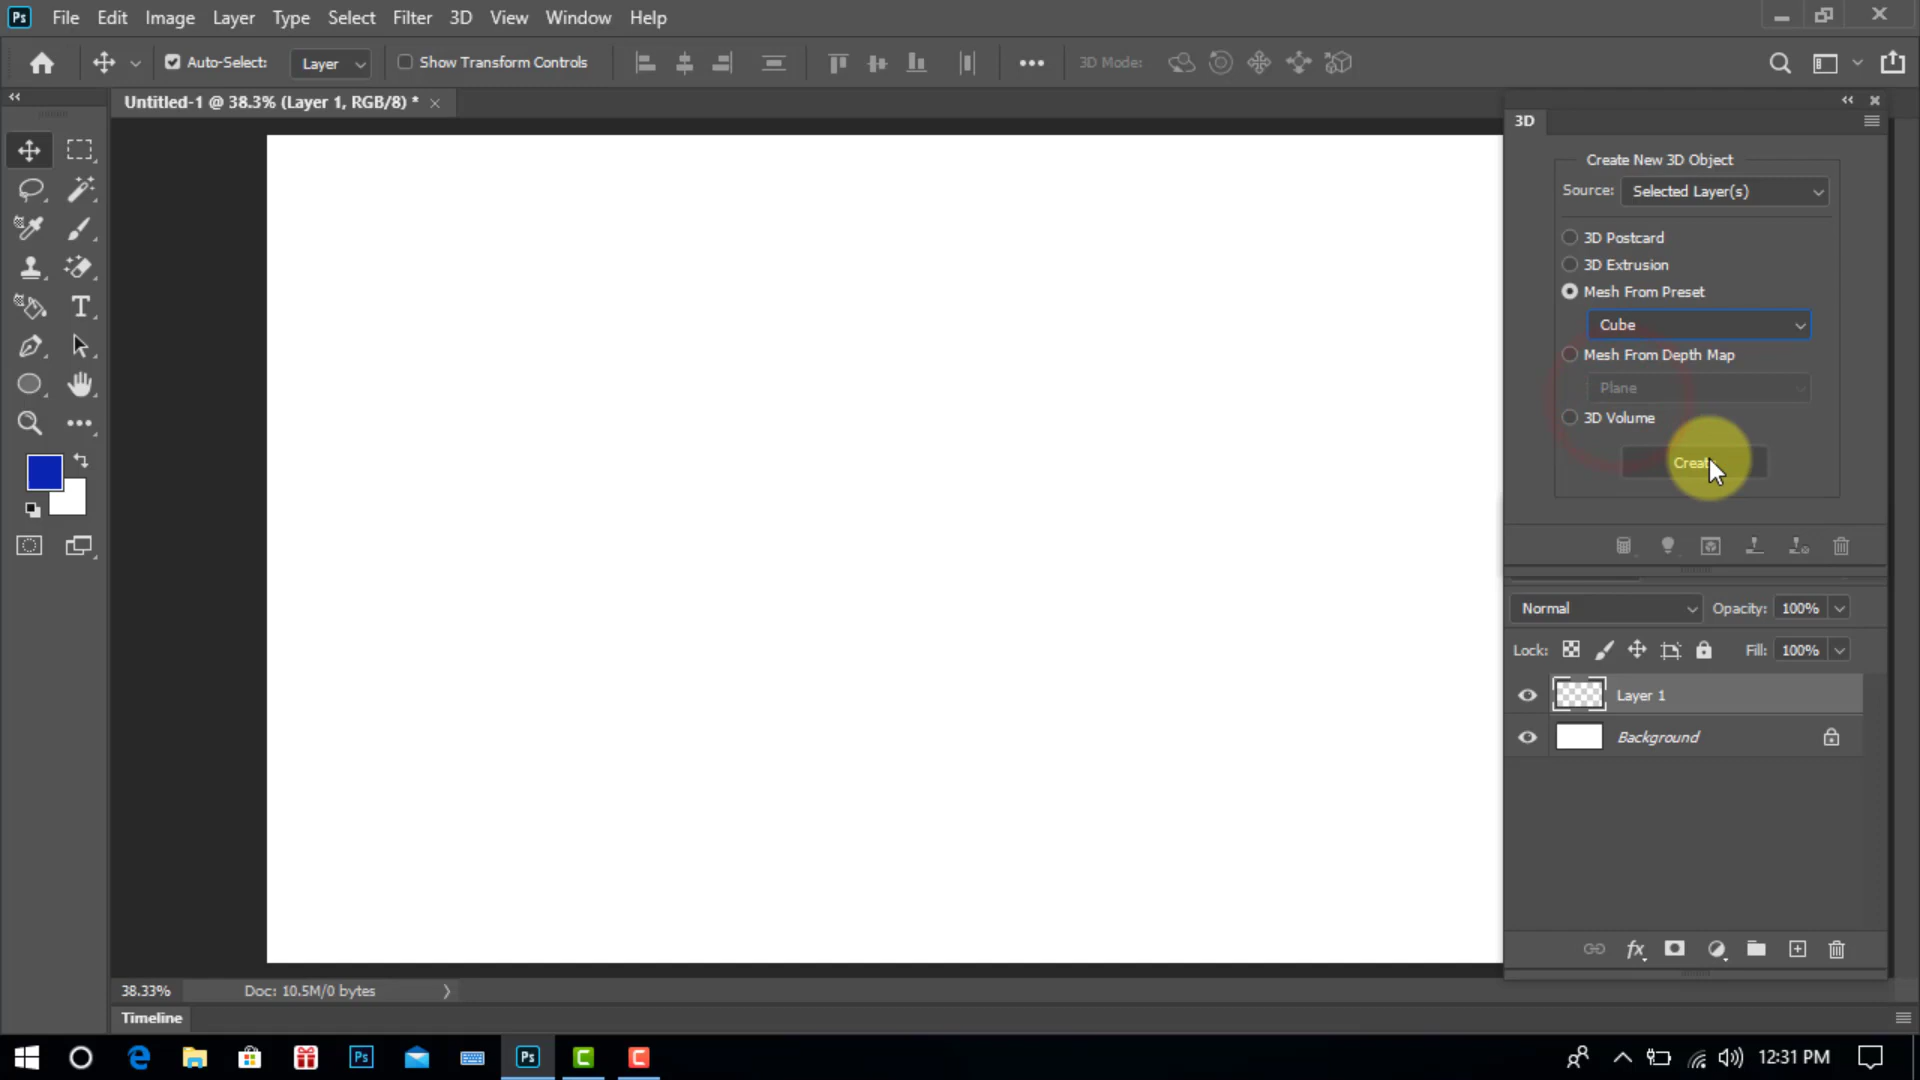 Ps File Edit Image Layer Type Select Filter 3D View Window Help
Auto-Select: Layer Show Transform Controls 3D Mode:
Untitled-1 @ 38.3% (Layer 1, RGB/8) *
3D
Create New 3D Object
Source: Selected Layer(s)
3D Postcard
3D Extrusion
Mesh From Preset
Cube
Mesh From Depth Map
Plane
3D Volume
Create
Normal Opacity: 100%
Lock: Fill: 100%
Layer 1
Background
38.33% Doc: 10.5M/0 bytes
Timeline
Ps Ps C C 12:31 PM